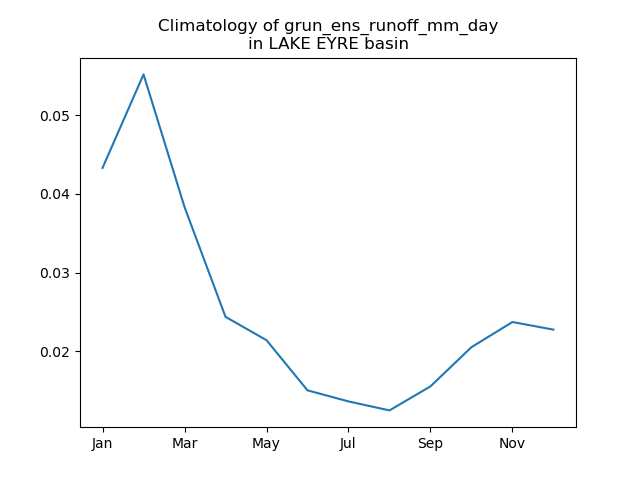 Climatology of grun_ens_runoff_mm_day
in LAKE EYRE basin
0.05
0.04
0.03
0.02
Jan Mar May Jul Sep Nov